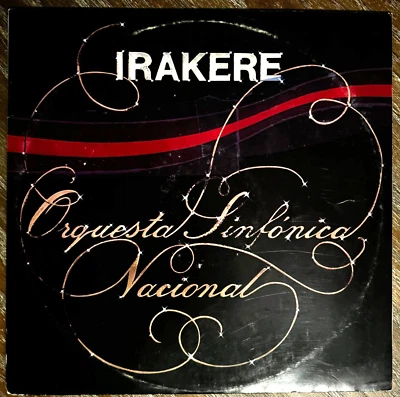 IRAKERE
Orquesta Sinfónica
Nacional